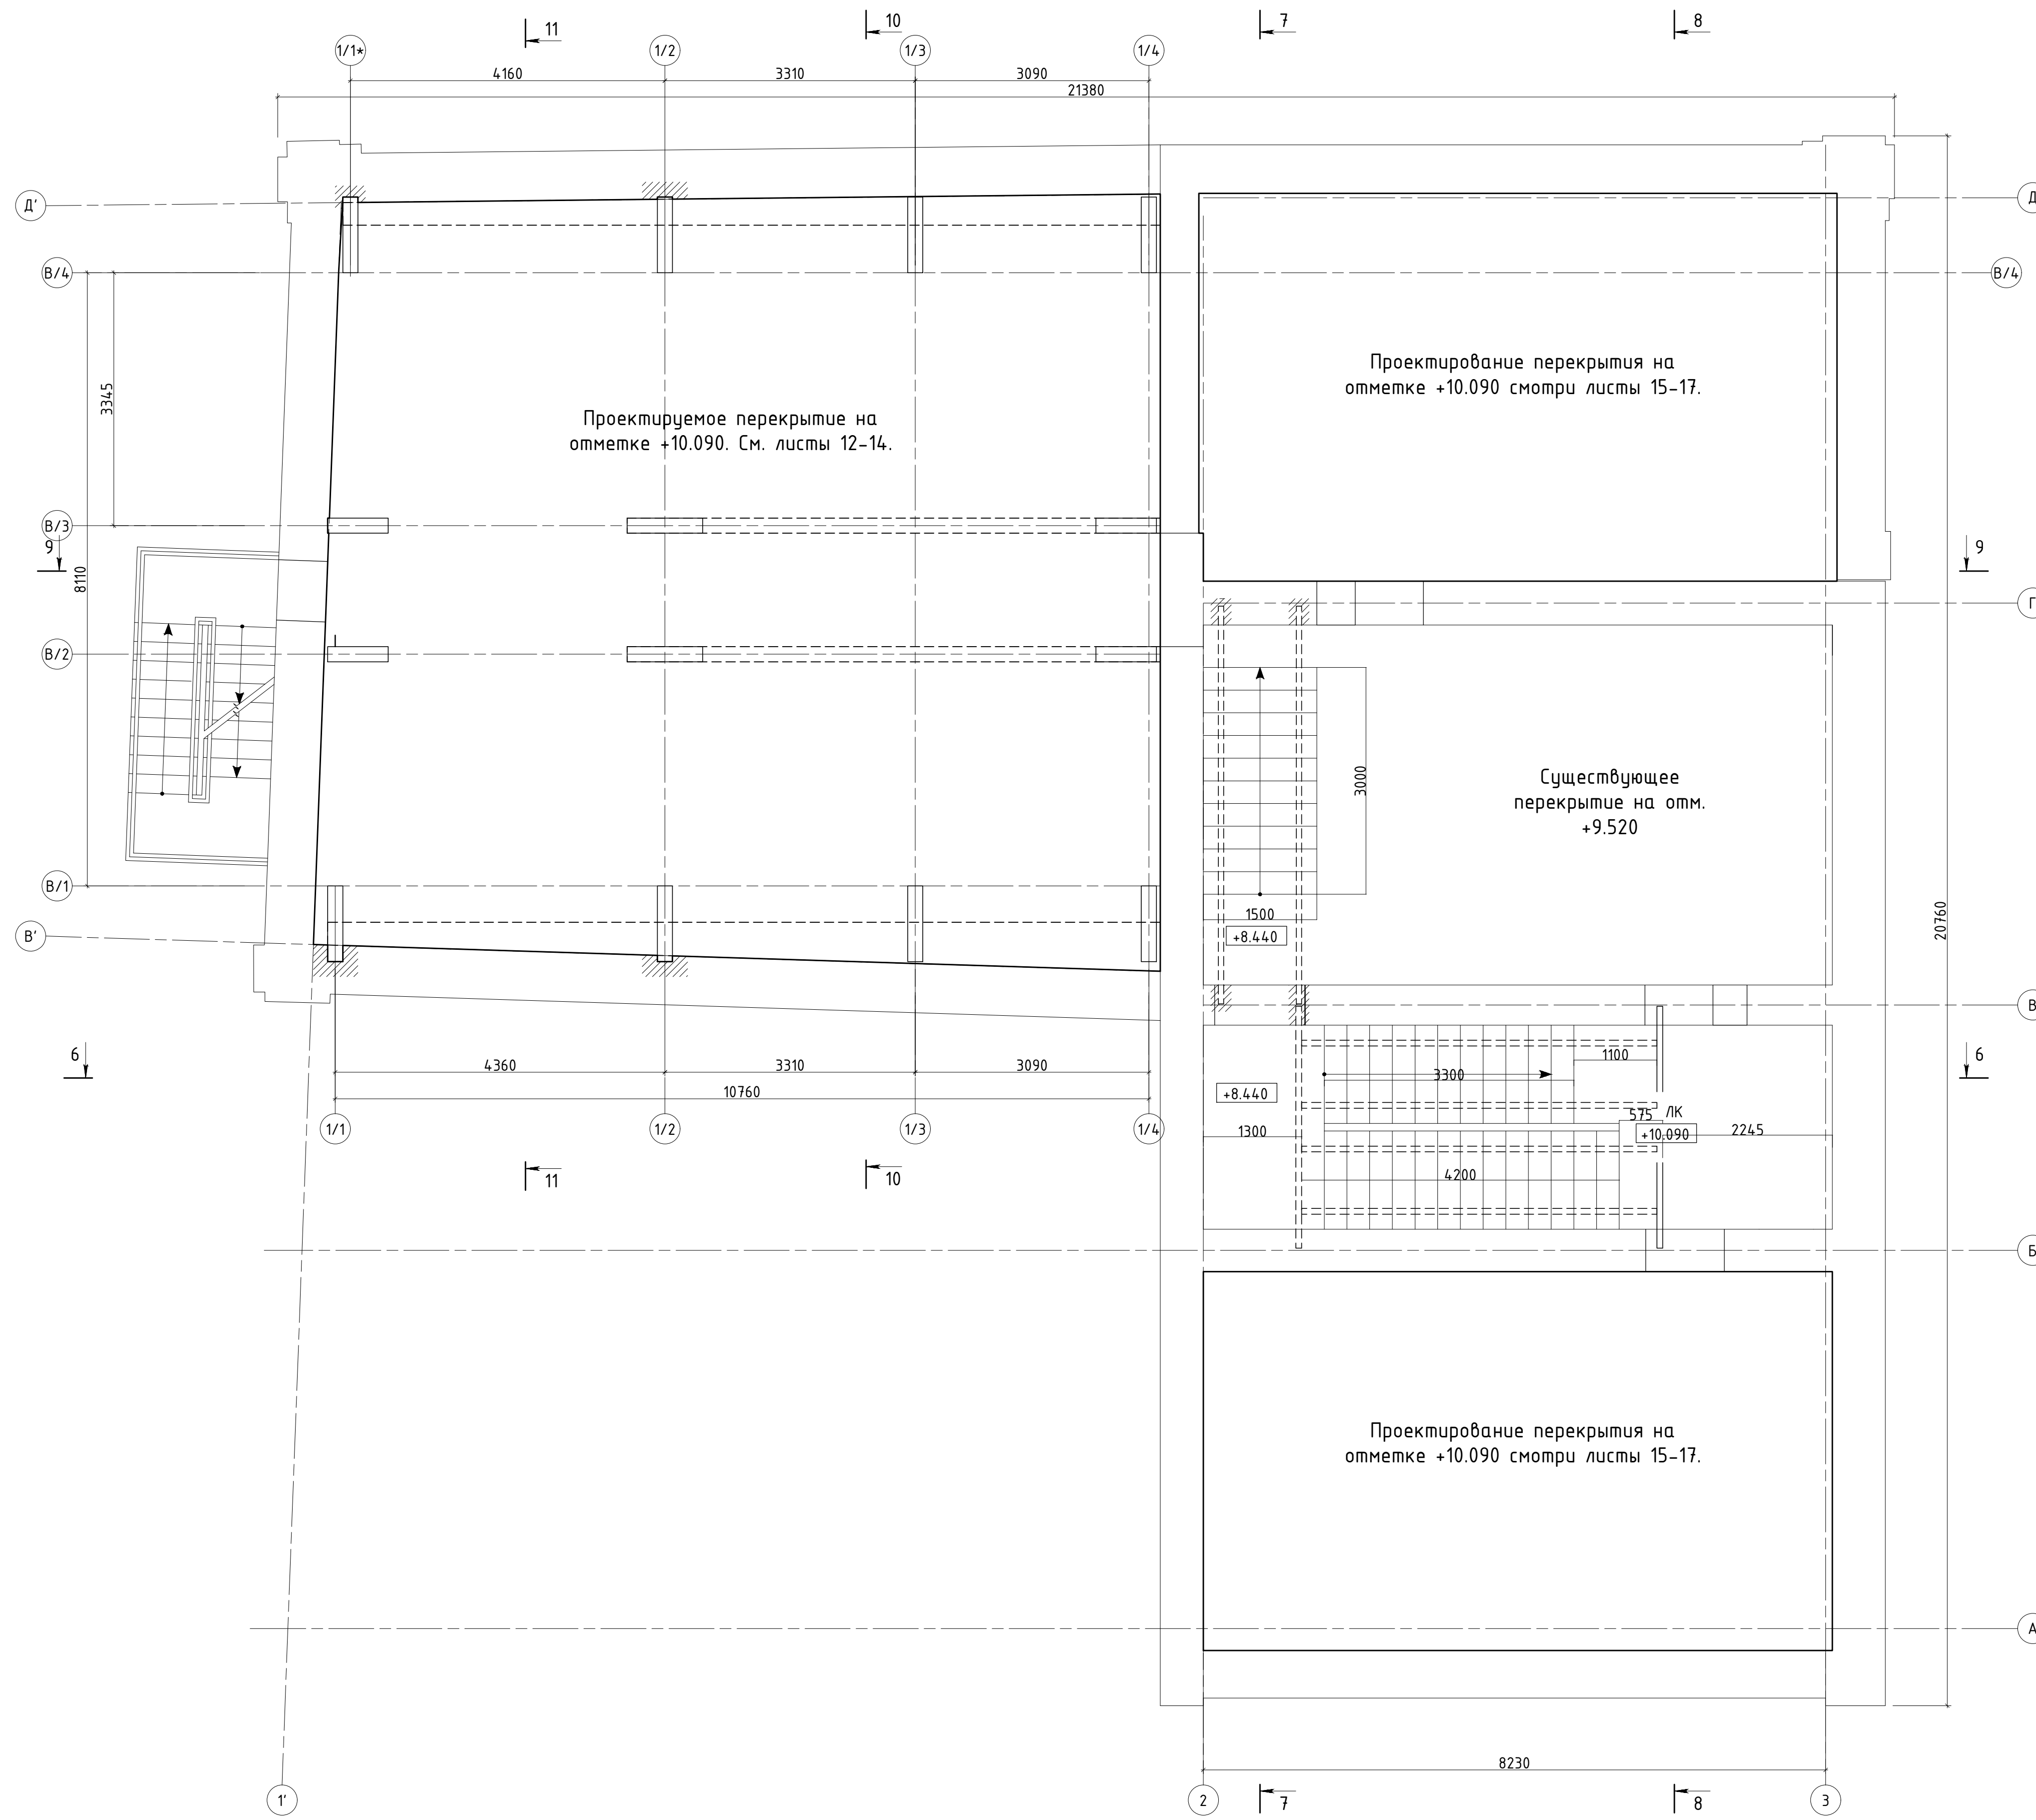 11
10
7
8
1/1*
1/2
1/3
1/4
4160
3310
3090
21380
Д'
Д
В/4
В/4
3345
Проектируемое перекрытие на
отметке +10.090. См. листы 12-14.
Проектирование перекрытия на
отметке +10.090 смотри листы 15-17.
В/3
9
9
8110
Г
В/2
3000
Существующее
перекрытие на отм.
+9.520
В/1
1500
+8.440
В'
20760
В
6
6
4360
3310
3090
10760
1100
3300
+8.440
575
ЛК
+10.090
2245
1300
4200
1/1
1/2
1/3
1/4
11
10
Б
Проектирование перекрытия на
отметке +10.090 смотри листы 15-17.
А
8230
1'
2
7
8
3